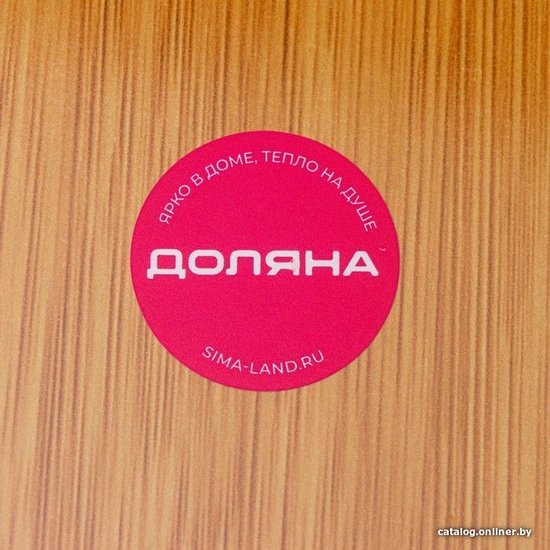 ЯРКО В ДОМЕ, ТЕПЛО НА ДУШЕ
ДОЛЯНА™
SIMA-LAND.RU
catalog.onliner.by